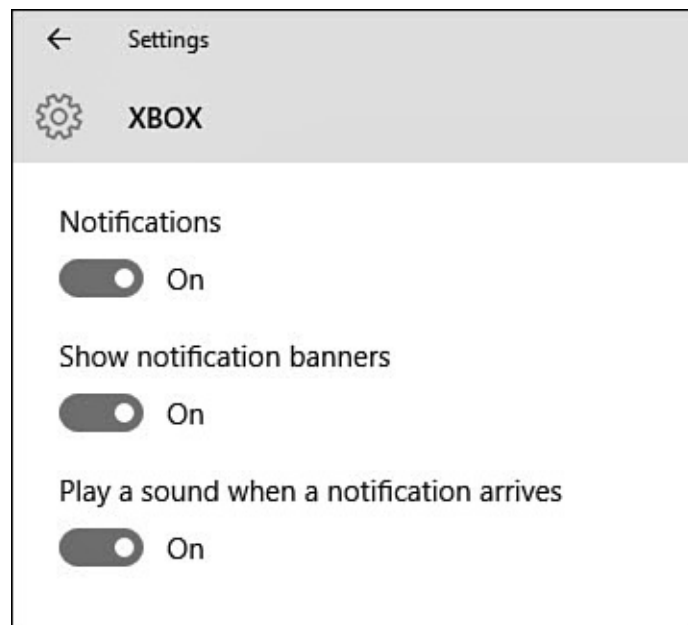 Settings
XBOX
Notifications
On
Show notification banners
On
Play a sound when a notification arrives
On